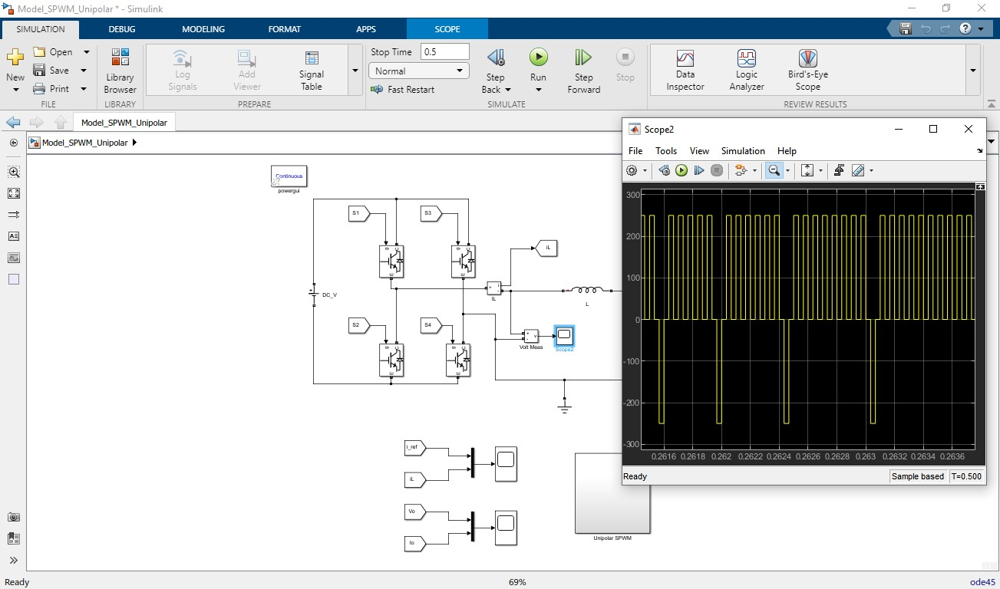 Model_SPWM_Unipolar * - Simulink
SIMULATION DEBUG MODELING FORMAT APPS SCOPE
New
Open
Save
Print
FILE
Library
Browser
LIBRARY
Log
Signals
Add
Viewer
Signal
Table
PREPARE
Stop Time 0.5
Normal
Fast Restart
Step
Back
Run
Step
Forward
Stop
SIMULATE
Data
Inspector
Logic
Analyzer
Bird's-Eye
Scope
REVIEW RESULTS
Model_SPWM_Unipolar
Model_SPWM_Unipolar
Continuous
powergui
S1
S3
g C
E
g C
E
DC_V
iL
+ i
-
IL
L
S2
S4
g C
E
g C
E
+ v
-
Volt Meas
Scope2
i_ref
iL
Vo
Io
Unipolar SPWM
Scope2
File Tools View Simulation Help
300
200
100
0
-100
-200
-300
0.2616 0.2618 0.262 0.2622 0.2624 0.2626 0.2628 0.263 0.2632 0.2634 0.2636
Ready Sample based T=0.500
Ready 69% ode45